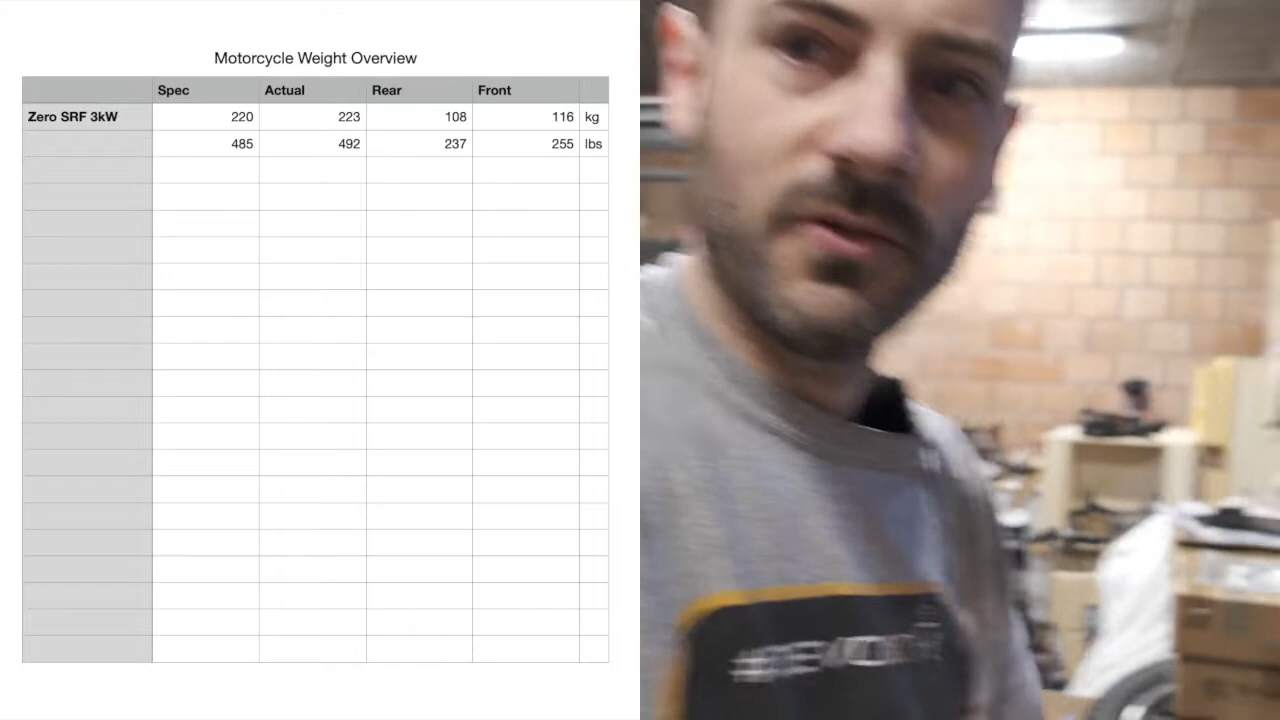 Motorcycle Weight Overview
Spec Actual Rear Front
Zero SRF 3kW 220 223 108 116 kg
485 492 237 255 lbs